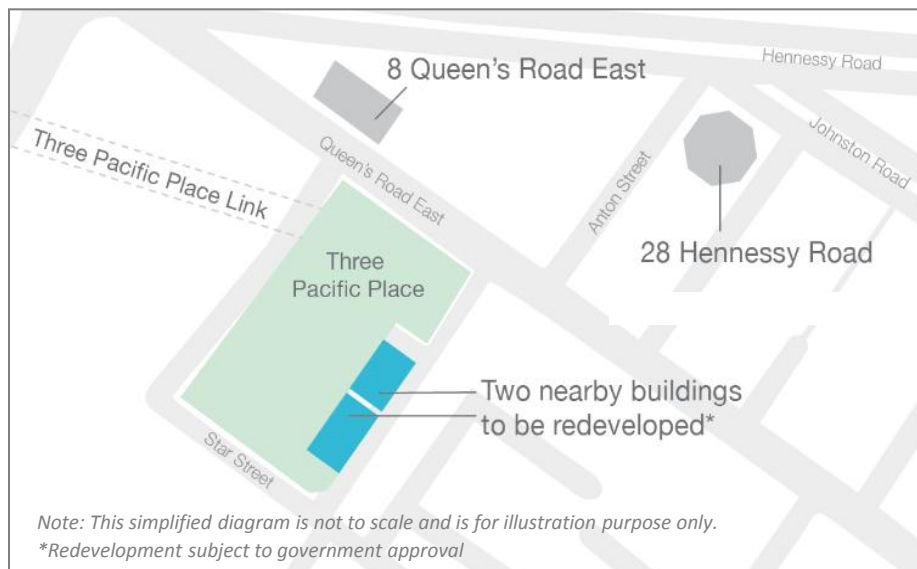 Hennessy Road
8 Queen's Road East
Johnston Road
Three Pacific Place Link
Queen's Road East
Anton Street
28 Hennessy Road
Three
Pacific Place
Two nearby buildings
to be redeveloped*
Star Street
Note: This simplified diagram is not to scale and is for illustration purpose only.
*Redevelopment subject to government approval